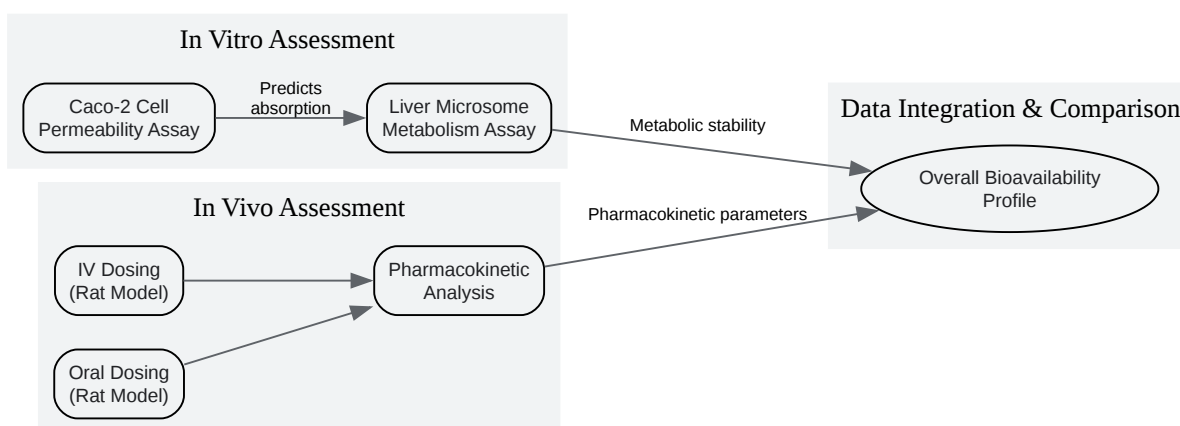 In Vitro Assessment
Caco-2 Cell
Permeability Assay
Predicts
absorption
Liver Microsome
Metabolism Assay
Metabolic stability
Data Integration & Comparison
Overall Bioavailability
Profile
In Vivo Assessment
IV Dosing
(Rat Model)
Oral Dosing
(Rat Model)
Pharmacokinetic
Analysis
Pharmacokinetic parameters